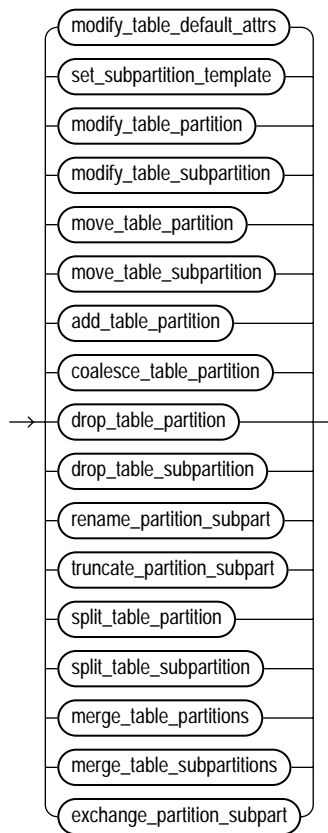 modify_table_default_attrs
set_subpartition_template
modify_table_partition
modify_table_subpartition
move_table_partition
move_table_subpartition
add_table_partition
coalesce_table_partition
drop_table_partition
drop_table_subpartition
rename_partition_subpart
truncate_partition_subpart
split_table_partition
split_table_subpartition
merge_table_partitions
merge_table_subpartitions
exchange_partition_subpart